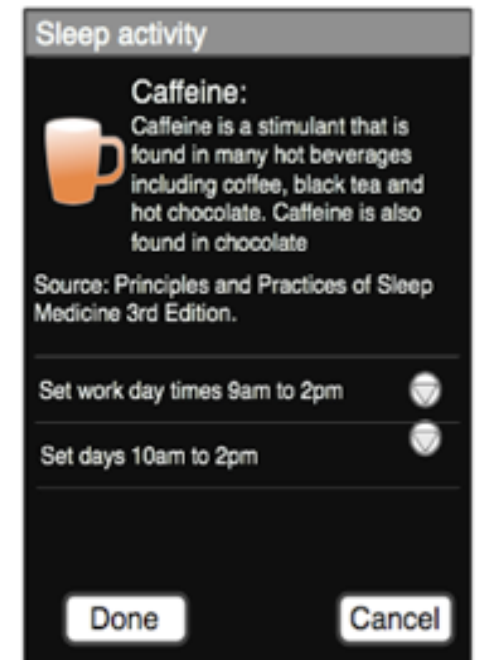 Sleep activity
Caffeine:
Caffeine is a stimulant that is
found in many hot beverages
including coffee, black tea and
hot chocolate. Caffeine is also
found in chocolate
Source: Principles and Practices of Sleep
Medicine 3rd Edition.
Set work day times 9am to 2pm
Set days 10am to 2pm
Done
Cancel